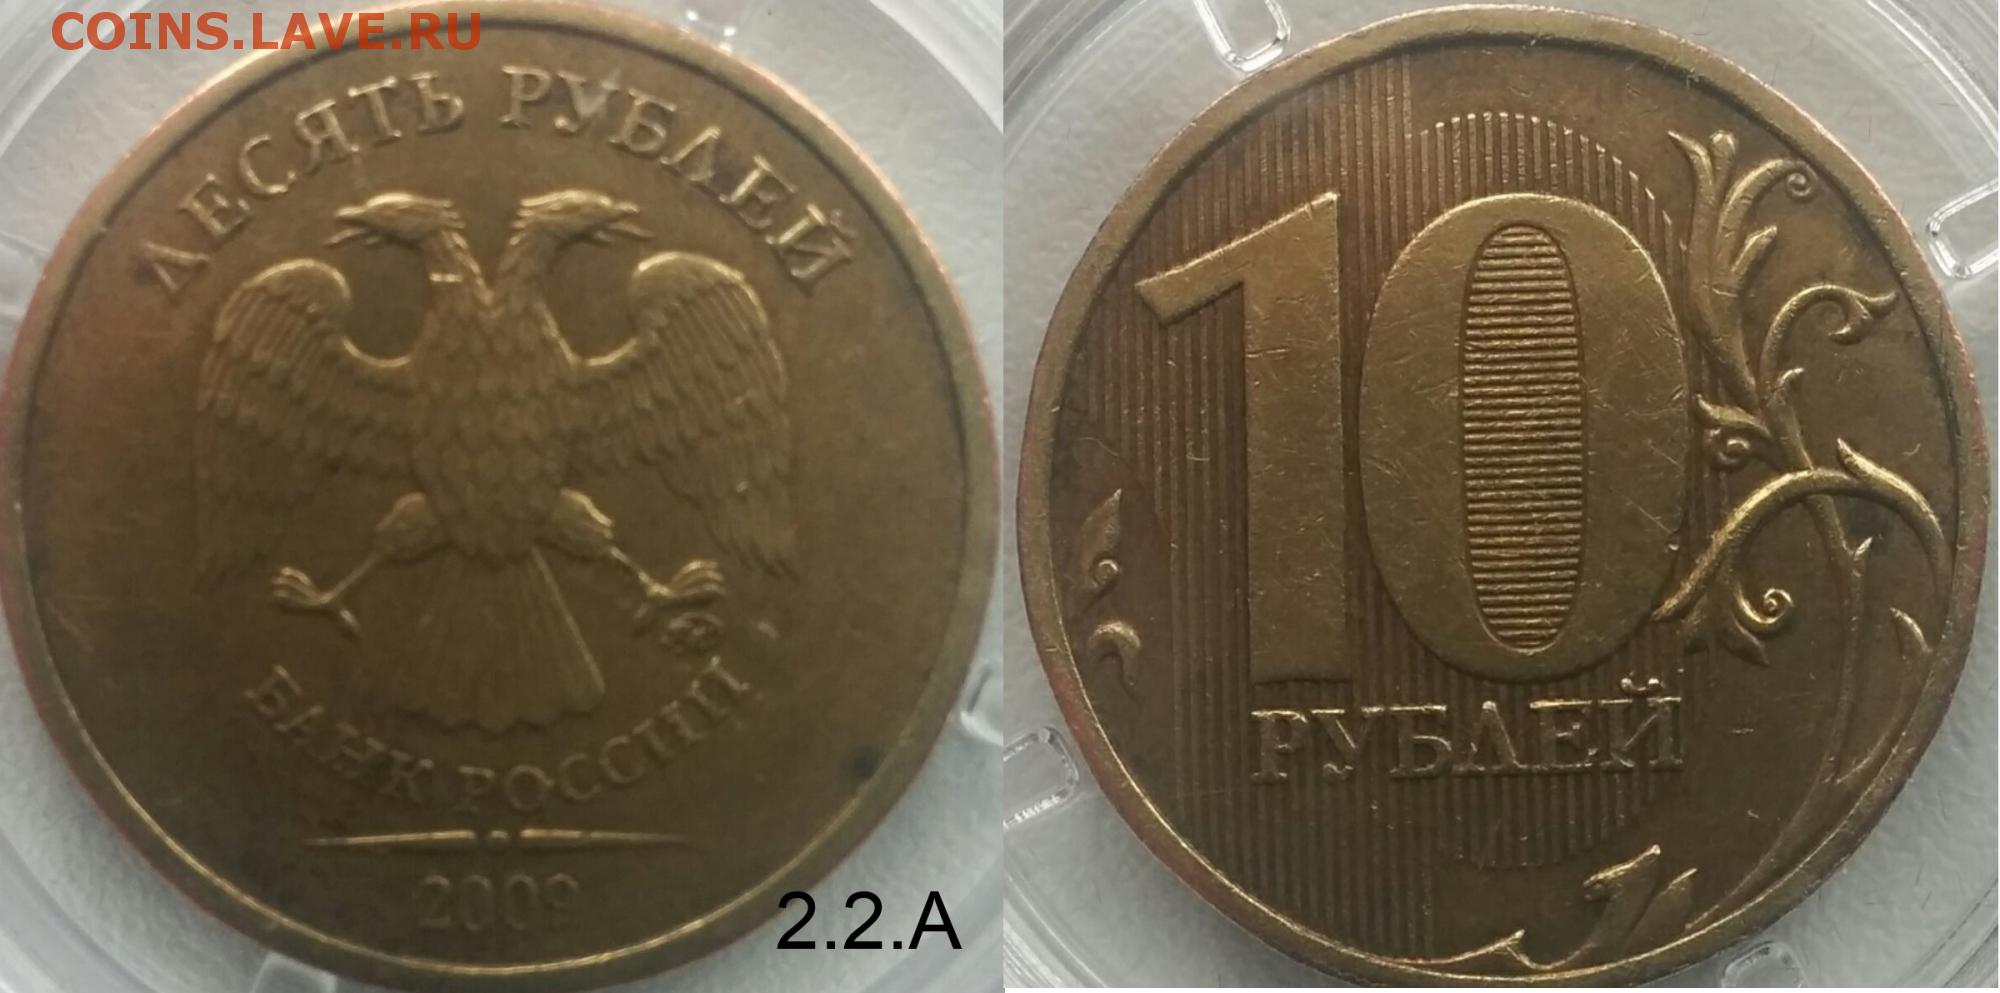 COINS.LAVE.RU
ДЕСЯТЬ РУБЛЕЙ
БАНК РОССИИ
2009
2.2.A
10
РУБЛЕЙ